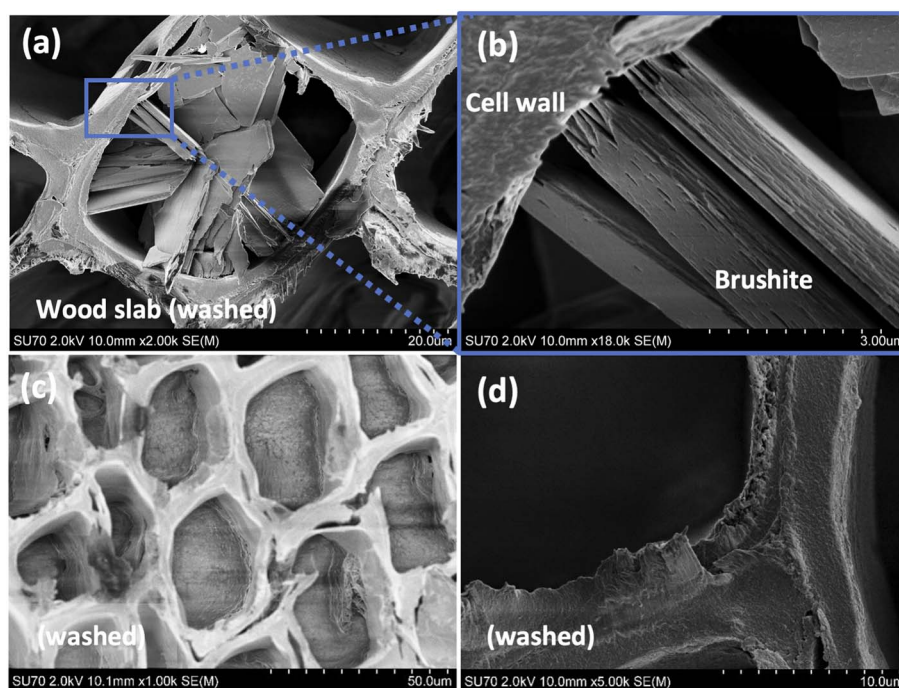 (a)
Wood slab (washed)
SU70 2.0kV 10.0mm x2.00k SE(M)
20.0um
(b)
Cell wall
Brushite
SU70 2.0kV 10.0mm x18.0k SE(M)
3.00um
(c)
(washed)
SU70 2.0kV 10.1mm x1.00k SE(M)
50.0um
(d)
(washed)
SU70 2.0kV 10.0mm x5.00k SE(M)
10.0um